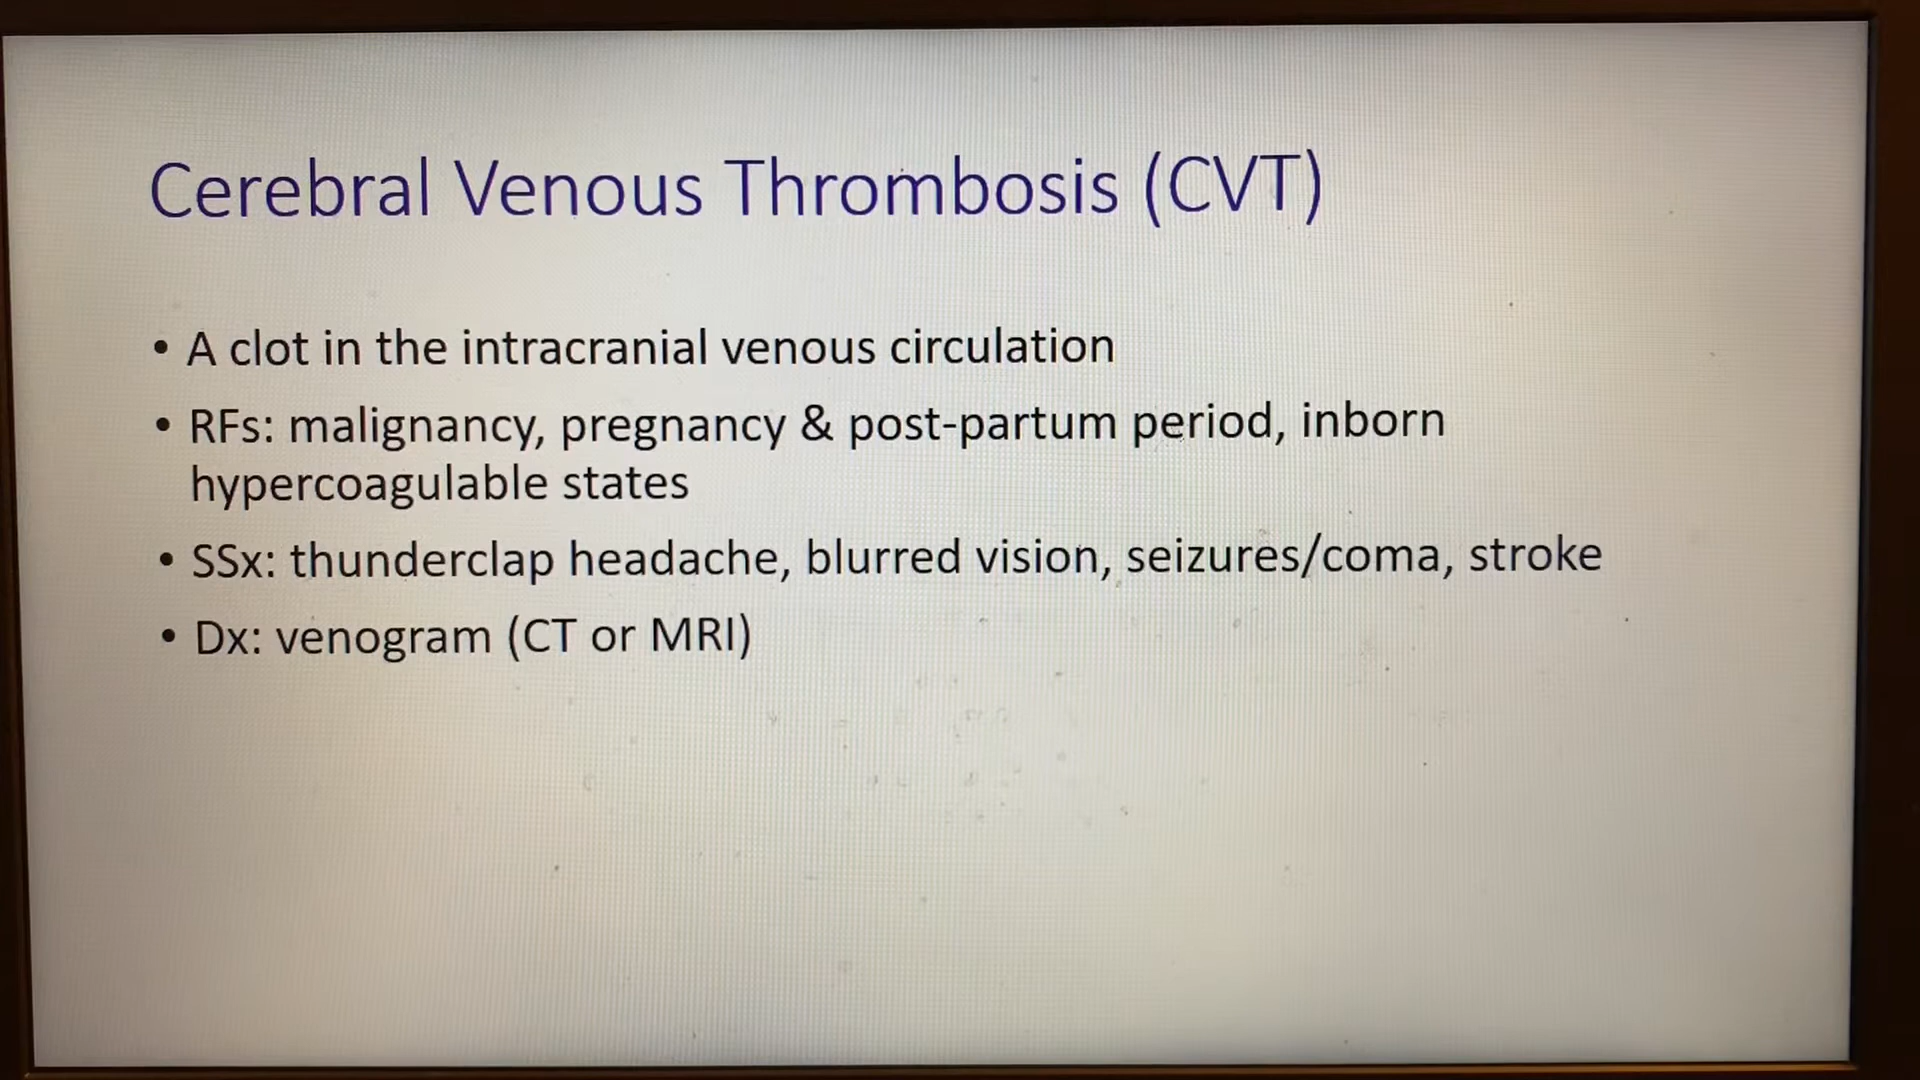 Cerebral Venous Thrombosis (CVT)
• A clot in the intracranial venous circulation
• RFs: malignancy, pregnancy & post-partum period, inborn
hypercoagulable states
• SSx: thunderclap headache, blurred vision, seizures/coma, stroke
• Dx: venogram (CT or MRI)